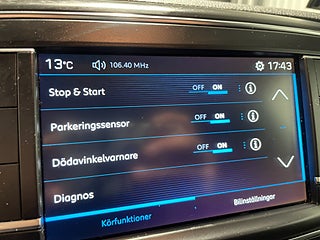 13°C 106.40 MHz 17:43
Stop & Start OFF ON
Parkeringssensor OFF ON
Dödavinkelvarnare OFF ON
Diagnos
Körfunktioner Bilinställningar